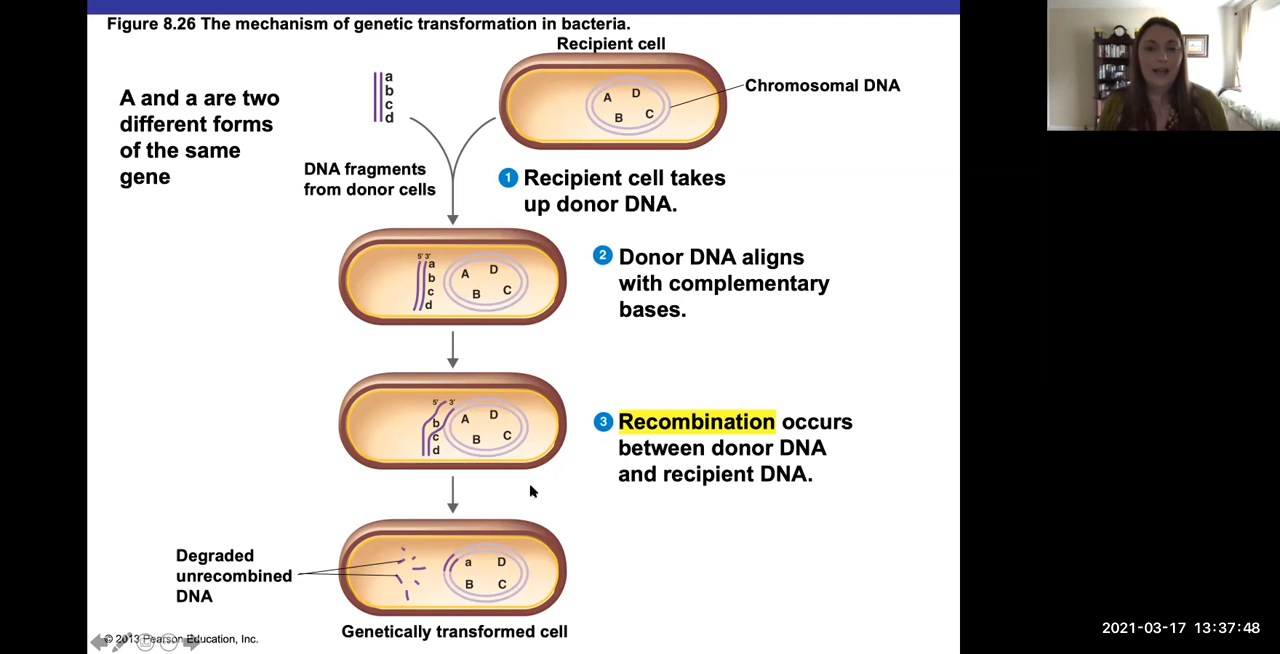 Figure 8.26 The mechanism of genetic transformation in bacteria.
Recipient cell
a
b
c
d
A D
B C
Chromosomal DNA
A and a are two
different forms
of the same
gene
DNA fragments
from donor cells
1 Recipient cell takes
up donor DNA.
5' 3'
a
b
c
d
A D
B C
2 Donor DNA aligns
with complementary
bases.
5' 3'
b
c
d
A D
B C
3 Recombination occurs
between donor DNA
and recipient DNA.
Degraded
unrecombined
DNA
a D
B C
Genetically transformed cell
© 2013 Pearson Education, Inc.
2021-03-17 13:37:48